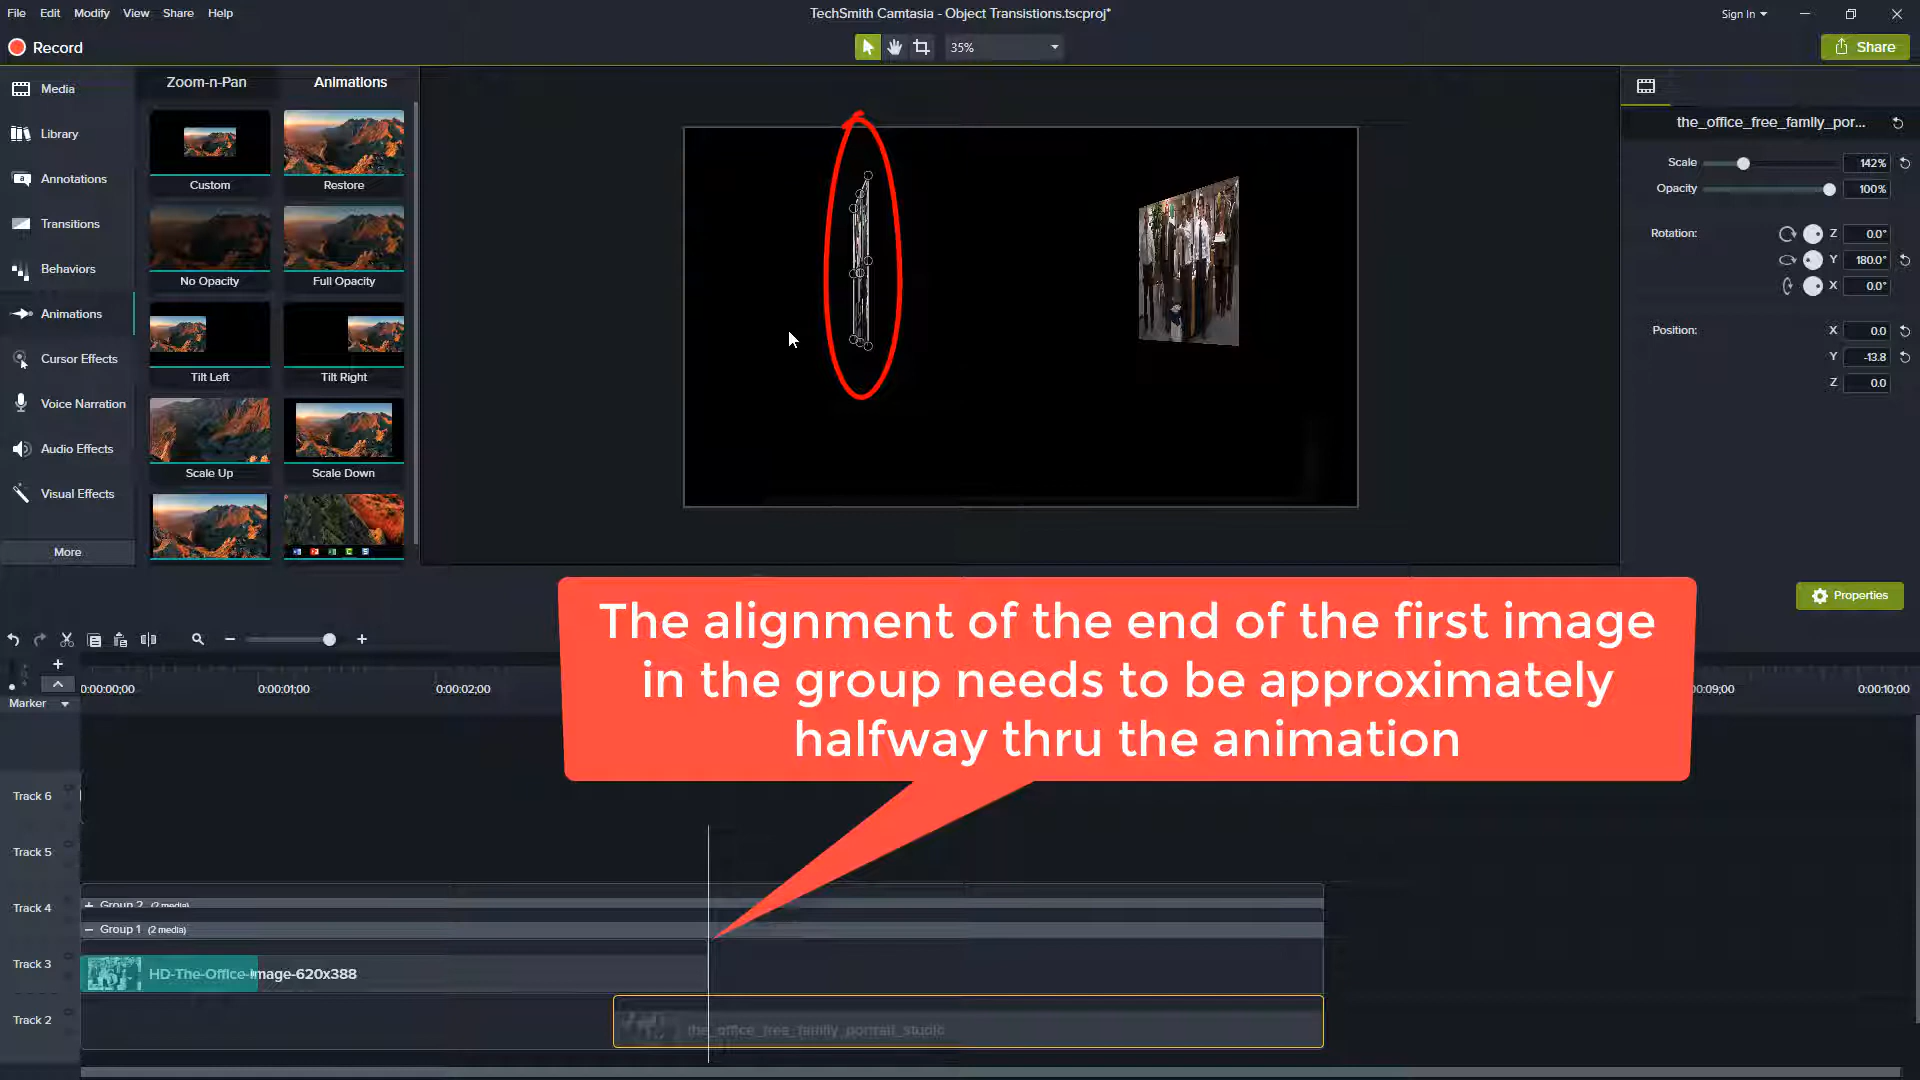 File Edit Modify View Share Help
TechSmith Camtasia - Object Transistions.tscproj*
Sign In
Record
35%
Share
Media
Library
Annotations
Transitions
Behaviors
Animations
Cursor Effects
Voice Narration
Audio Effects
Visual Effects
More
Zoom-n-Pan Animations
Custom Restore
No Opacity Full Opacity
Tilt Left Tilt Right
Scale Up Scale Down
the_office_free_family_por...
Scale 142%
Opacity 100%
Rotation: Z 0.0°
Y 180.0°
X 0.0°
Position: X 0.0
Y -13.8
Z 0.0
Properties
The alignment of the end of the first image
in the group needs to be approximately
halfway thru the animation
0:00:00;00 0:00:01;00 0:00:02;00 0:00:09;00 0:00:10;00
Marker
Track 6
Track 5
Track 4
Group 2 (2 media)
Group 1 (2 media)
Track 3
HD-The-Office-Image-620x388
Track 2
the_office_free_family_portrait_studio